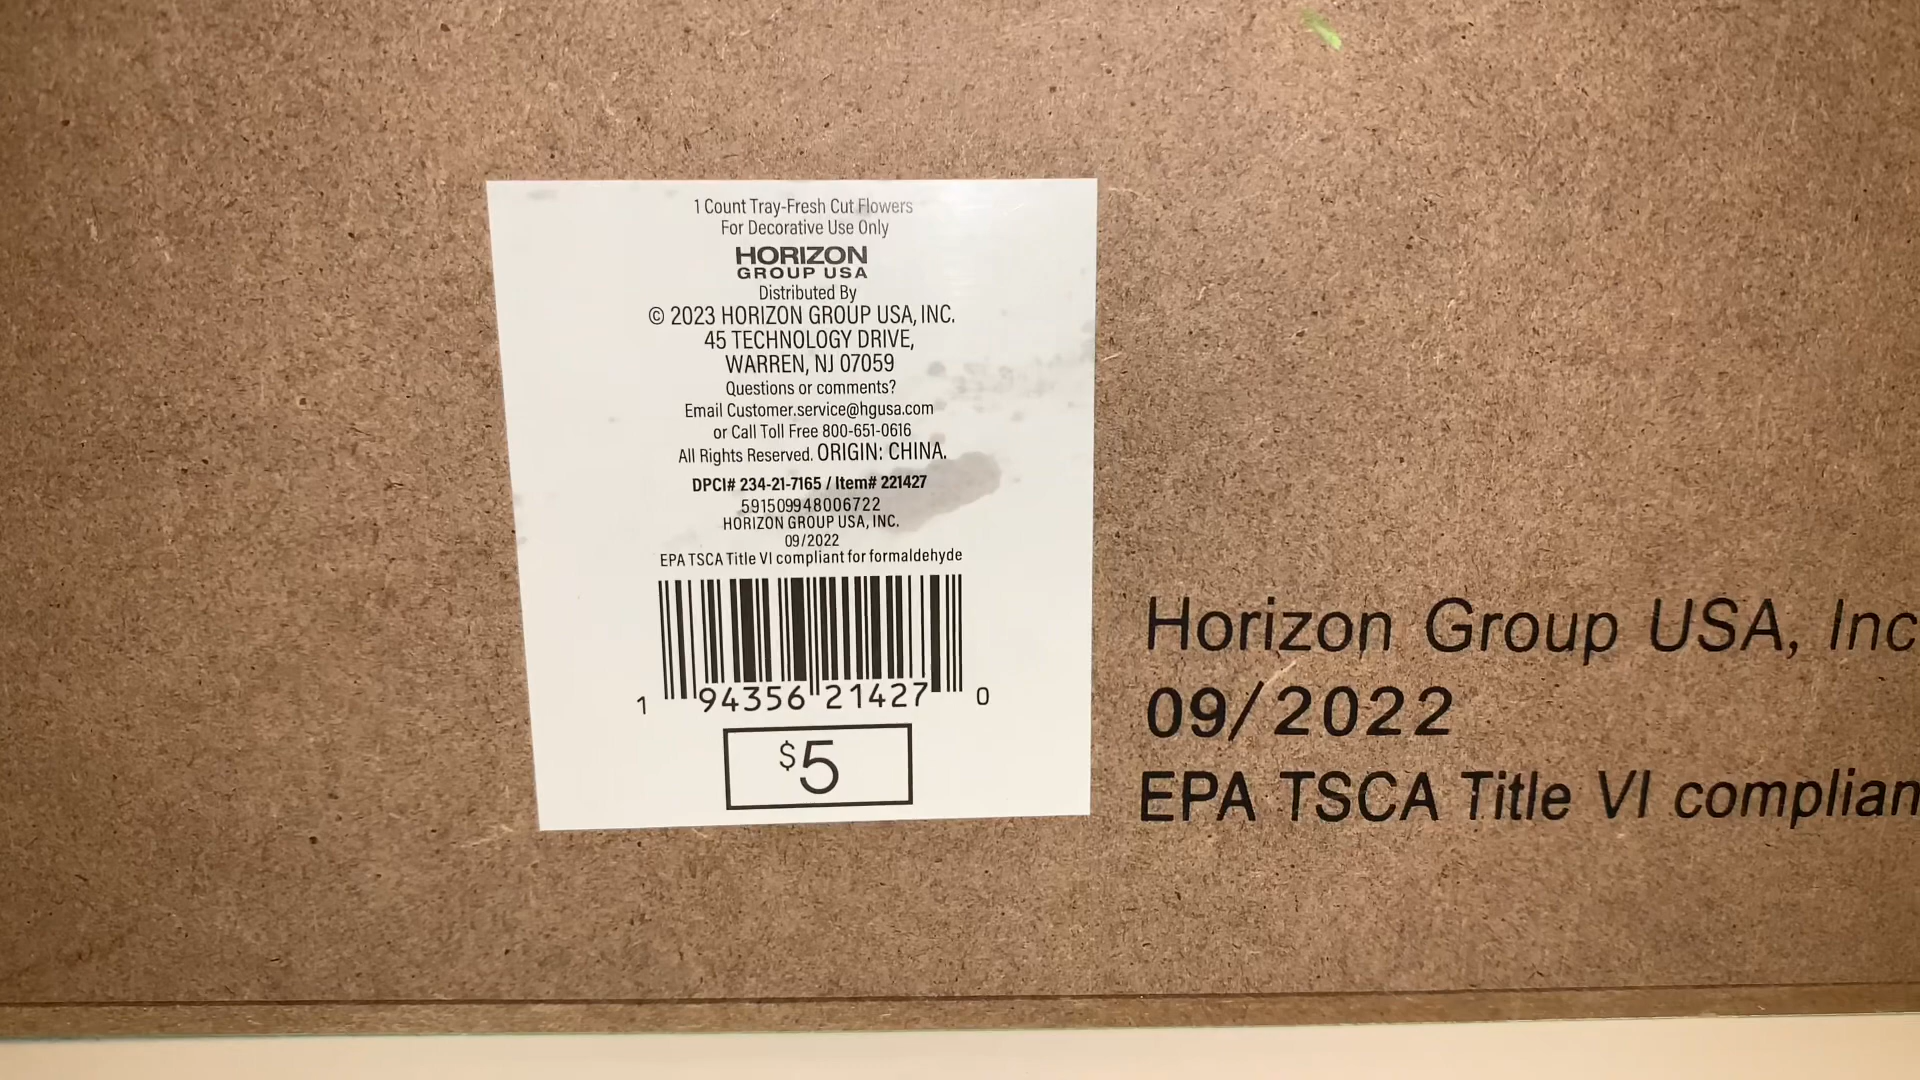 1 Count Tray-Fresh Cut Flowers
For Decorative Use Only
HORIZON
GROUP USA
Distributed By
© 2023 HORIZON GROUP USA, INC.
45 TECHNOLOGY DRIVE,
WARREN, NJ 07059
Questions or comments?
Email Customer.service@hgusa.com
or Call Toll Free 800-651-0616
All Rights Reserved. ORIGIN: CHINA.
DPCI# 234-21-7165 / Item# 221427
591509948006722
HORIZON GROUP USA, INC.
09/2022
EPA TSCA Title VI compliant for formaldehyde
1 94356 21427 0
$5
Horizon Group USA, Inc
09/2022
EPA TSCA Title VI complian